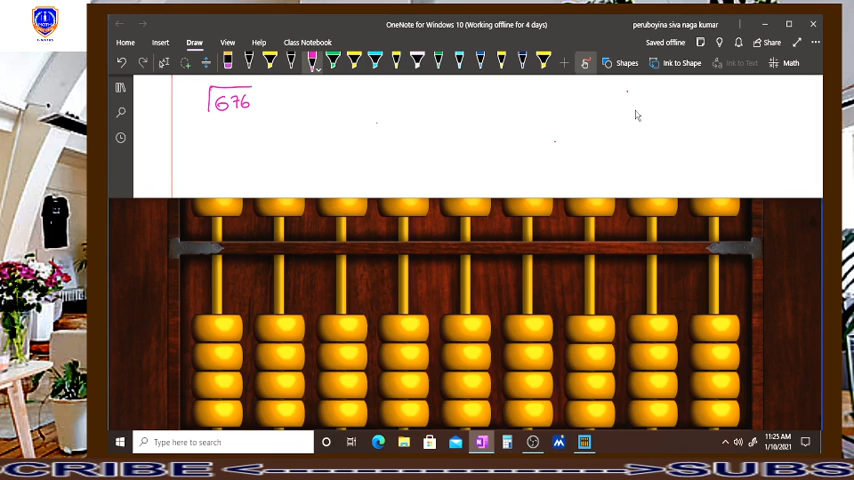 OneNote for Windows 10 (Working offline for 4 days)
peruboyina siva naga kumar
Home Insert Draw View Help Class Notebook
Saved offline Share
Shapes Ink to Shape Ink to Text Math
676
Type here to search
11:25 AM
1/10/2021
CRIBE SUBS